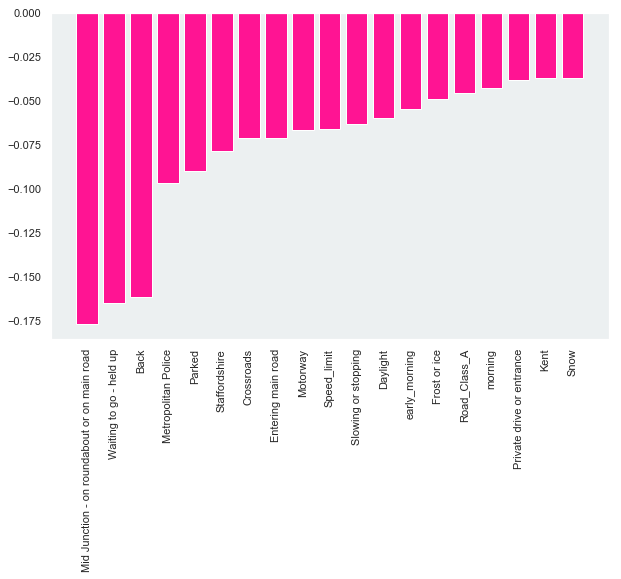 0.000
−0.025
−0.050
−0.075
−0.100
−0.125
−0.150
−0.175
Mid Junction - on roundabout or on main road
Waiting to go - held up
Back
Metropolitan Police
Parked
Staffordshire
Crossroads
Entering main road
Motorway
Speed_limit
Slowing or stopping
Daylight
early_morning
Frost or ice
Road_Class_A
morning
Private drive or entrance
Kent
Snow